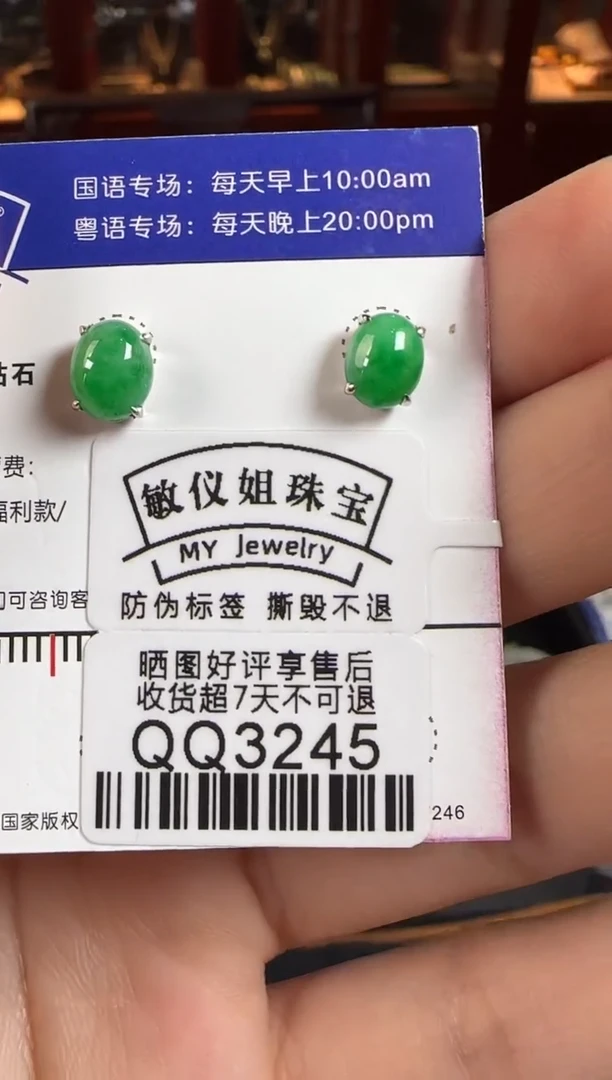 国语专场：每天早上10:00am
粤语专场：每天晚上20:00pm
钻石
费：
福利款/
敏仪姐珠宝
MY Jewelry
可咨询客
防伪标签 撕毁不退
晒图好评享售后
收货超7天不可退
QQ3245
国家版权
246